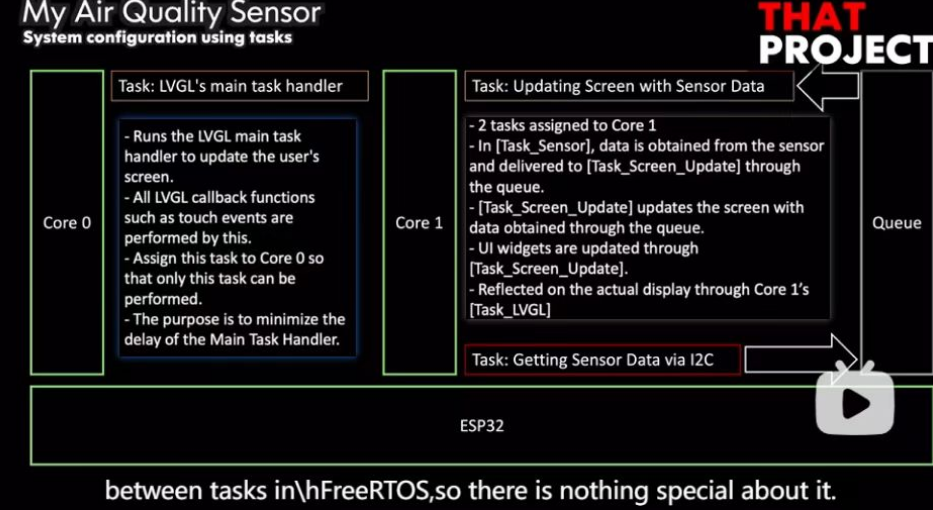 My Air Quality Sensor
System configuration using tasks
THAT
PROJECT
Task: LVGL's main task handler
Task: Updating Screen with Sensor Data
Core 0
- Runs the LVGL main task
handler to update the user's
screen.
- All LVGL callback functions
such as touch events are
performed by this.
- Assign this task to Core 0 so
that only this task can be
performed.
- The purpose is to minimize the
delay of the Main Task Handler.
Core 1
- 2 tasks assigned to Core 1
- In [Task_Sensor], data is obtained from the sensor
and delivered to [Task_Screen_Update] through
the queue.
- [Task_Screen_Update] updates the screen with
data obtained through the queue.
- UI widgets are updated through
[Task_Screen_Update].
- Reflected on the actual display through Core 1's
[Task_LVGL]
Queue
Task: Getting Sensor Data via I2C
ESP32
between tasks in\hFreeRTOS,so there is nothing special about it.